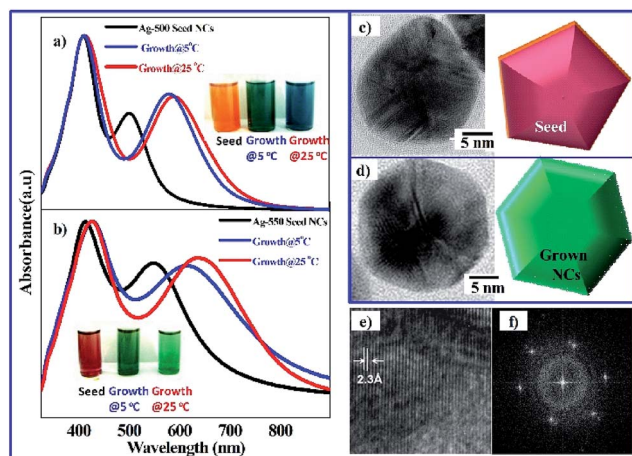 a)
Ag-500 Seed NCs
Growth@5°C
Growth@25 °C
Seed Growth Growth
@5 °C @25 °C
b)
Ag-550 Seed NCs
Growth@5°C
Growth@25 °C
Seed Growth Growth
@5 °C @25 °C
Absorbance(a.u)
400 500 600 700 800
Wavelength (nm)
c)
5 nm
Seed
d)
5 nm
Grown
NCs
e)
2.3Å
f)